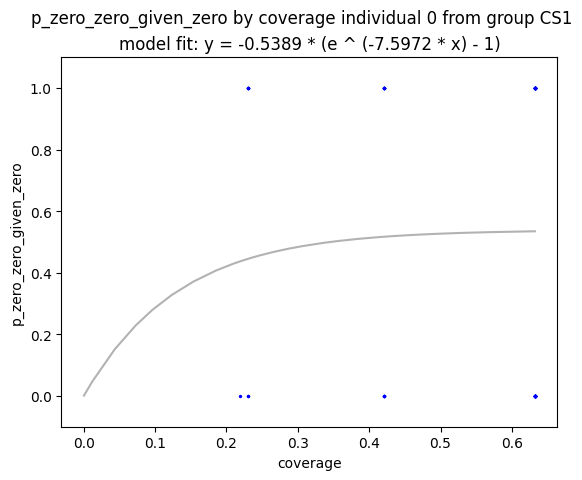 p_zero_zero_given_zero by coverage individual 0 from group CS1
model fit: y = -0.5389 * (e ^ (-7.5972 * x) - 1)
p_zero_zero_given_zero
1.0
0.8
0.6
0.4
0.2
0.0
0.0 0.1 0.2 0.3 0.4 0.5 0.6
coverage